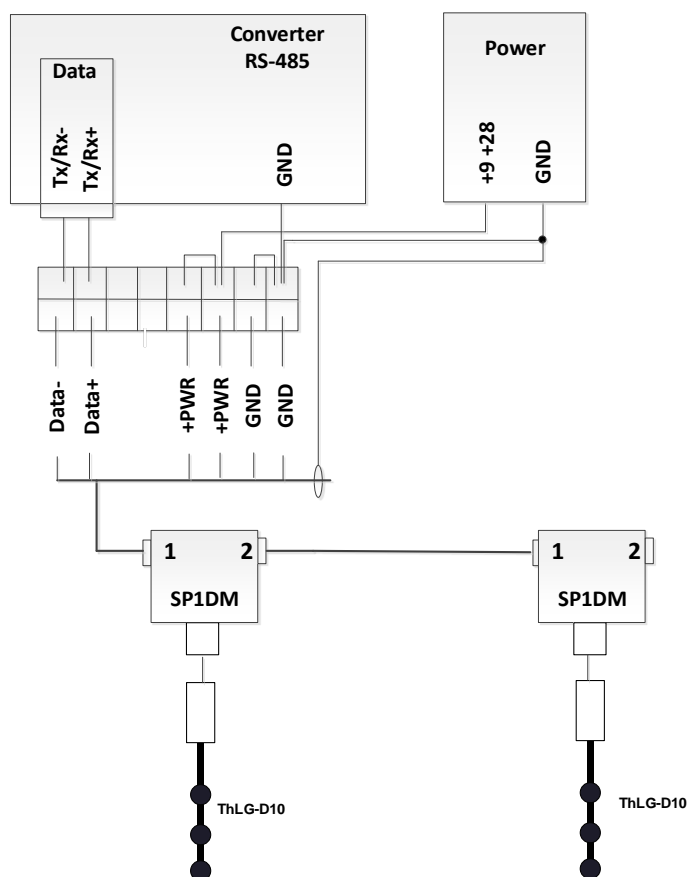 Converter
RS-485
Data
Tx/Rx-
Tx/Rx+
GND
Power
+9 +28
GND
Data-
Data+
+PWR
+PWR
GND
GND
1 2
SP1DM
1 2
SP1DM
ThLG-D10
ThLG-D10